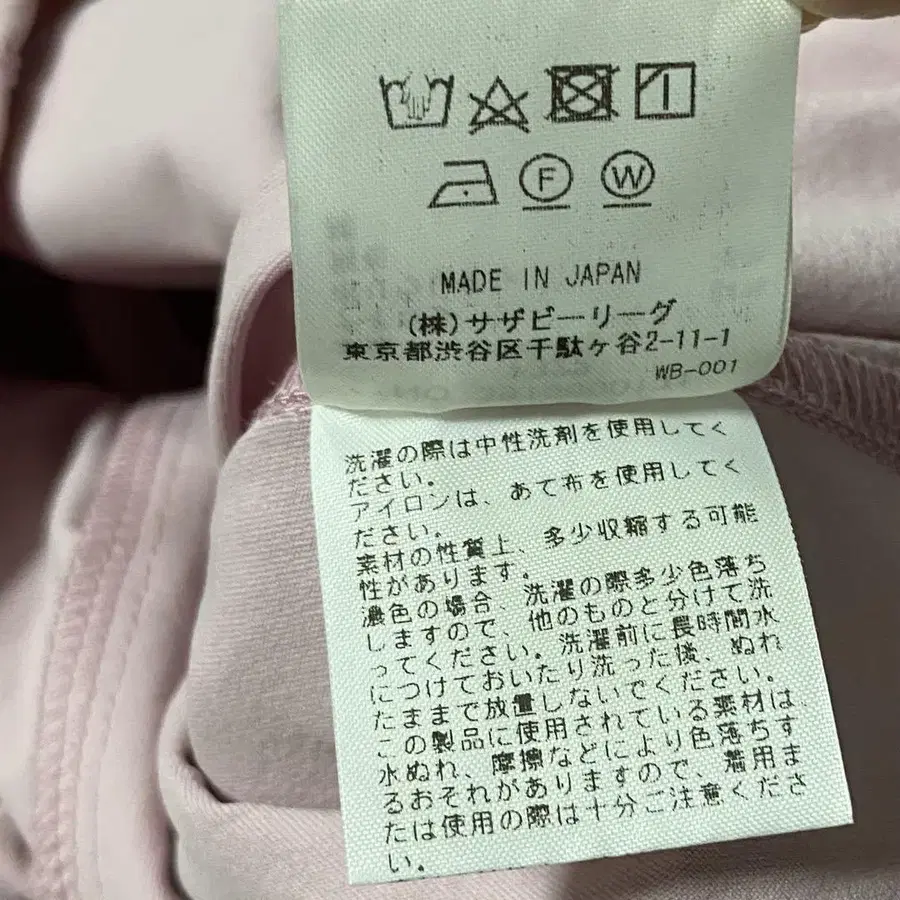 F W
MADE IN JAPAN
(株)サザビーリーグ
東京都渋谷区千駄ヶ谷2-11-1
WB-001
洗濯の際は中性洗剤を使用してく
ださい。
アイロンは、あて布を使用してく
ださい。
素材の性質上、多少収縮する可能
性があります。
濃色の場合、洗濯の際多少色落ち
しますので、他のものと分けて洗
ってください。洗濯前に長時間水
につけておいたり洗った後、ぬれ
たままで放置しないでください。
この製品に使用されている素材は
水ぬれ、摩擦などにより色落ちす
るおそれがありますので、着用ま
たは使用の際は十分ご注意くださ
い。